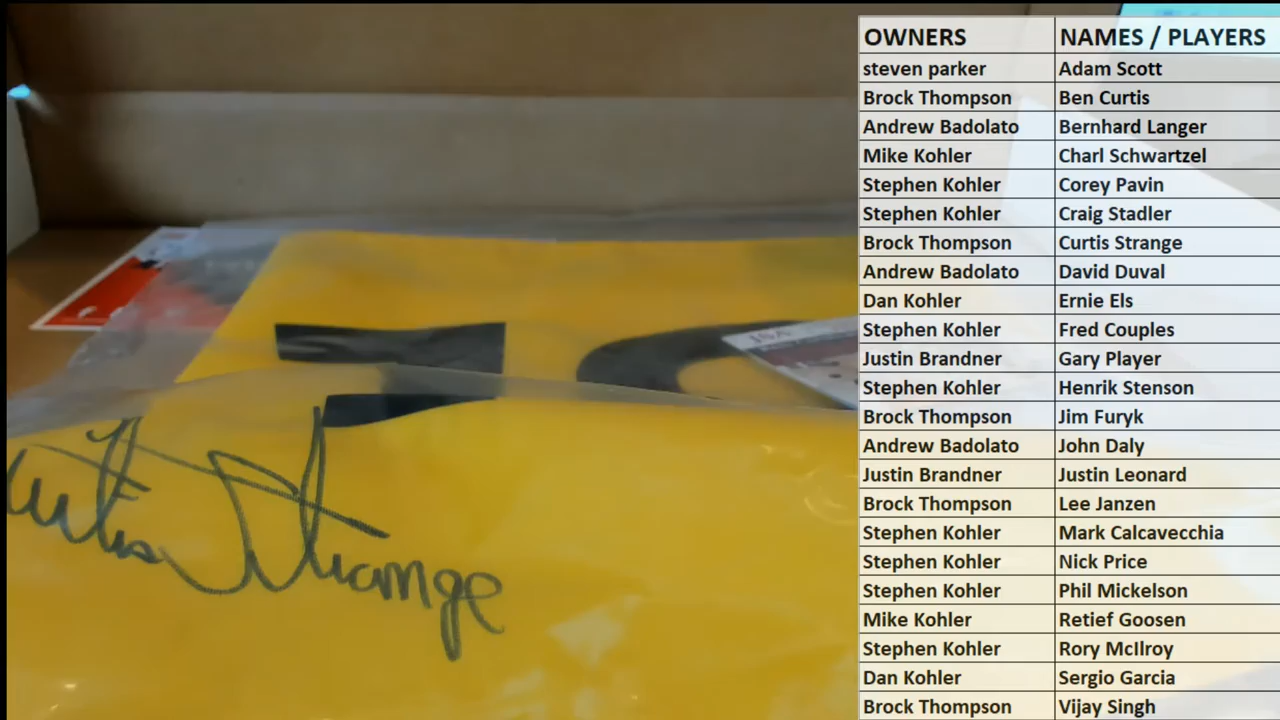 OWNERS NAMES / PLAYERS
steven parker Adam Scott
Brock Thompson Ben Curtis
Andrew Badolato Bernhard Langer
Mike Kohler Charl Schwartzel
Stephen Kohler Corey Pavin
Stephen Kohler Craig Stadler
Brock Thompson Curtis Strange
Andrew Badolato David Duval
Dan Kohler Ernie Els
Stephen Kohler Fred Couples
Justin Brandner Gary Player
Stephen Kohler Henrik Stenson
Brock Thompson Jim Furyk
Andrew Badolato John Daly
Justin Brandner Justin Leonard
Brock Thompson Lee Janzen
Stephen Kohler Mark Calcavecchia
Stephen Kohler Nick Price
Stephen Kohler Phil Mickelson
Mike Kohler Retief Goosen
Stephen Kohler Rory McIlroy
Dan Kohler Sergio Garcia
Brock Thompson Vijay Singh
Curtis Strange